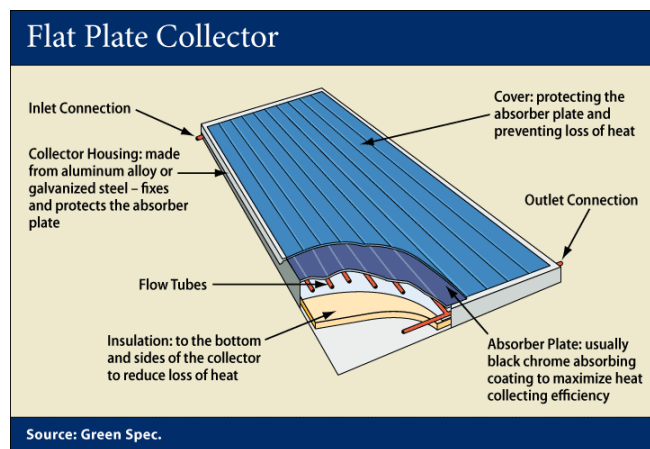 Flat Plate Collector
Inlet Connection
Cover: protecting the
absorber plate and
preventing loss of heat
Collector Housing: made
from aluminum alloy or
galvanized steel – fixes
and protects the absorber
plate
Outlet Connection
Flow Tubes
Insulation: to the bottom
and sides of the collector
to reduce loss of heat
Absorber Plate: usually
black chrome absorbing
coating to maximize heat
collecting efficiency
Source: Green Spec.